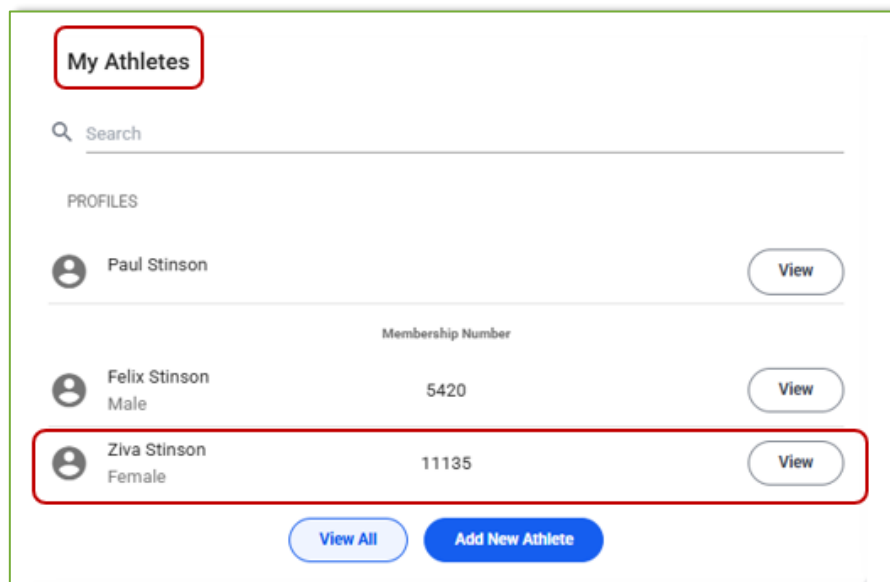 My Athletes
Search
PROFILES
Paul Stinson
View
Membership Number
Felix Stinson
Male
5420
View
Ziva Stinson
Female
11135
View
View All
Add New Athlete